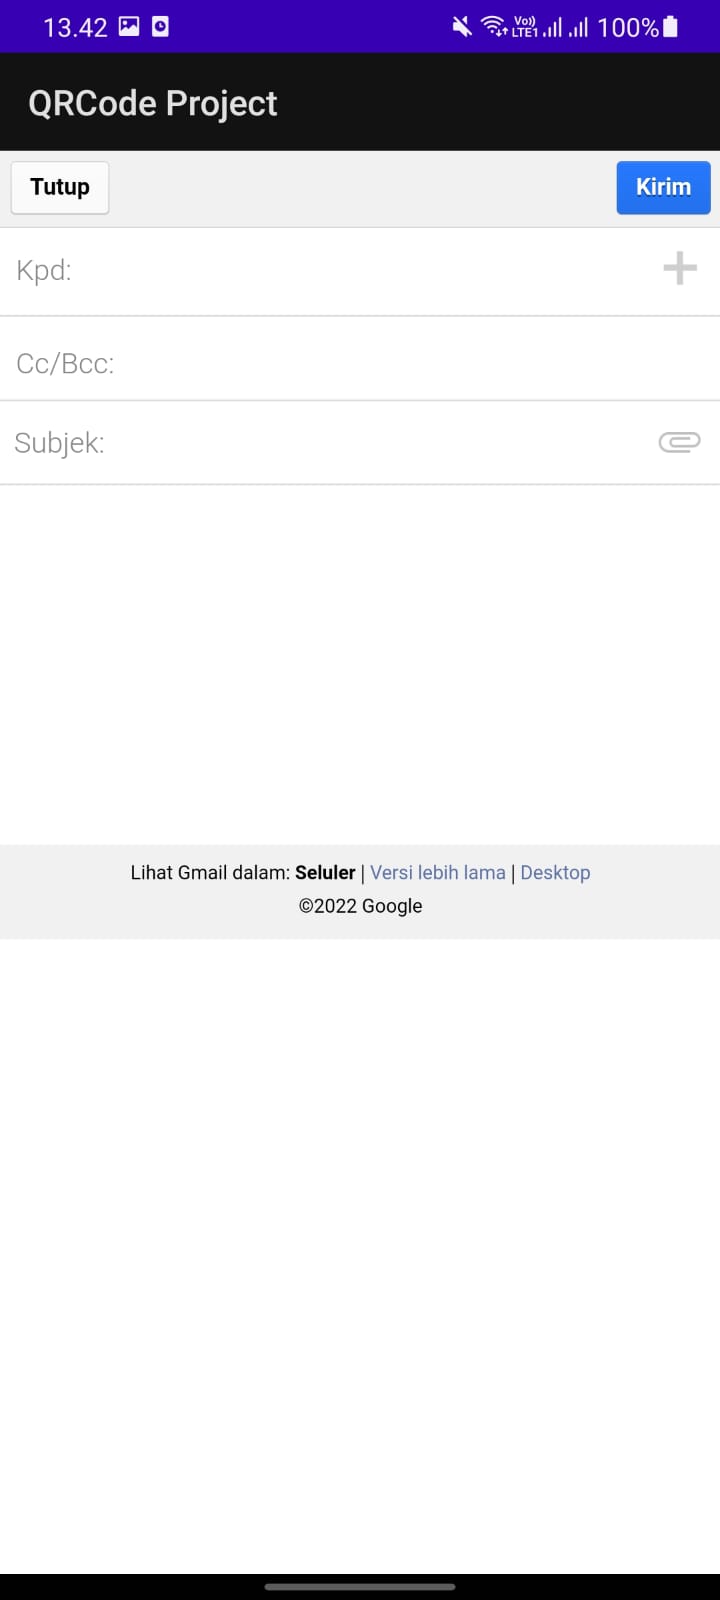 13.42 Vo)) LTE1 100%
QRCode Project
Tutup Kirim
Kpd:
Cc/Bcc:
Subjek:
Lihat Gmail dalam: Seluler | Versi lebih lama | Desktop
©2022 Google